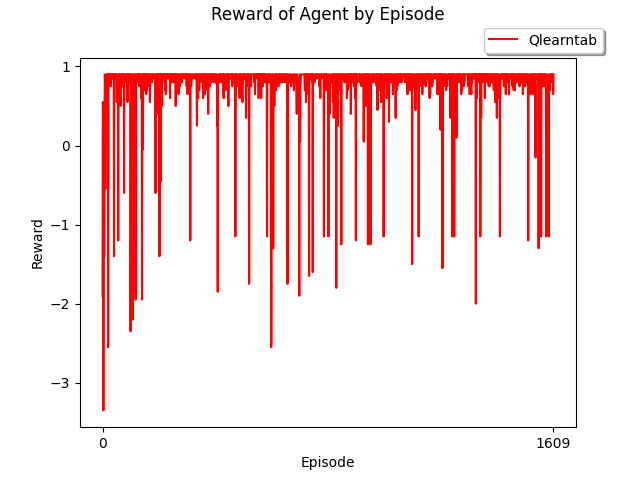 Reward of Agent by Episode
Qlearntab
1
0
−1
−2
−3
Reward
0
1609
Episode